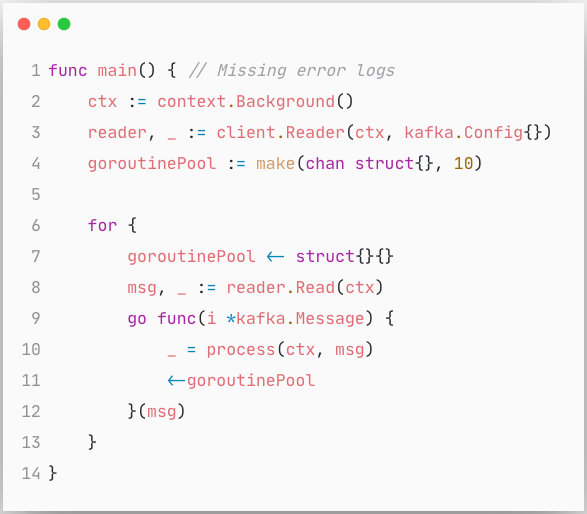 1 func main() { // Missing error logs
2     ctx := context.Background()
3     reader, _ := client.Reader(ctx, kafka.Config{})
4     goroutinePool := make(chan struct{}, 10)
5
6     for {
7         goroutinePool <- struct{}{}
8         msg, _ := reader.Read(ctx)
9         go func(i *kafka.Message) {
10             _ = process(ctx, msg)
11             <-goroutinePool
12         }(msg)
13     }
14 }